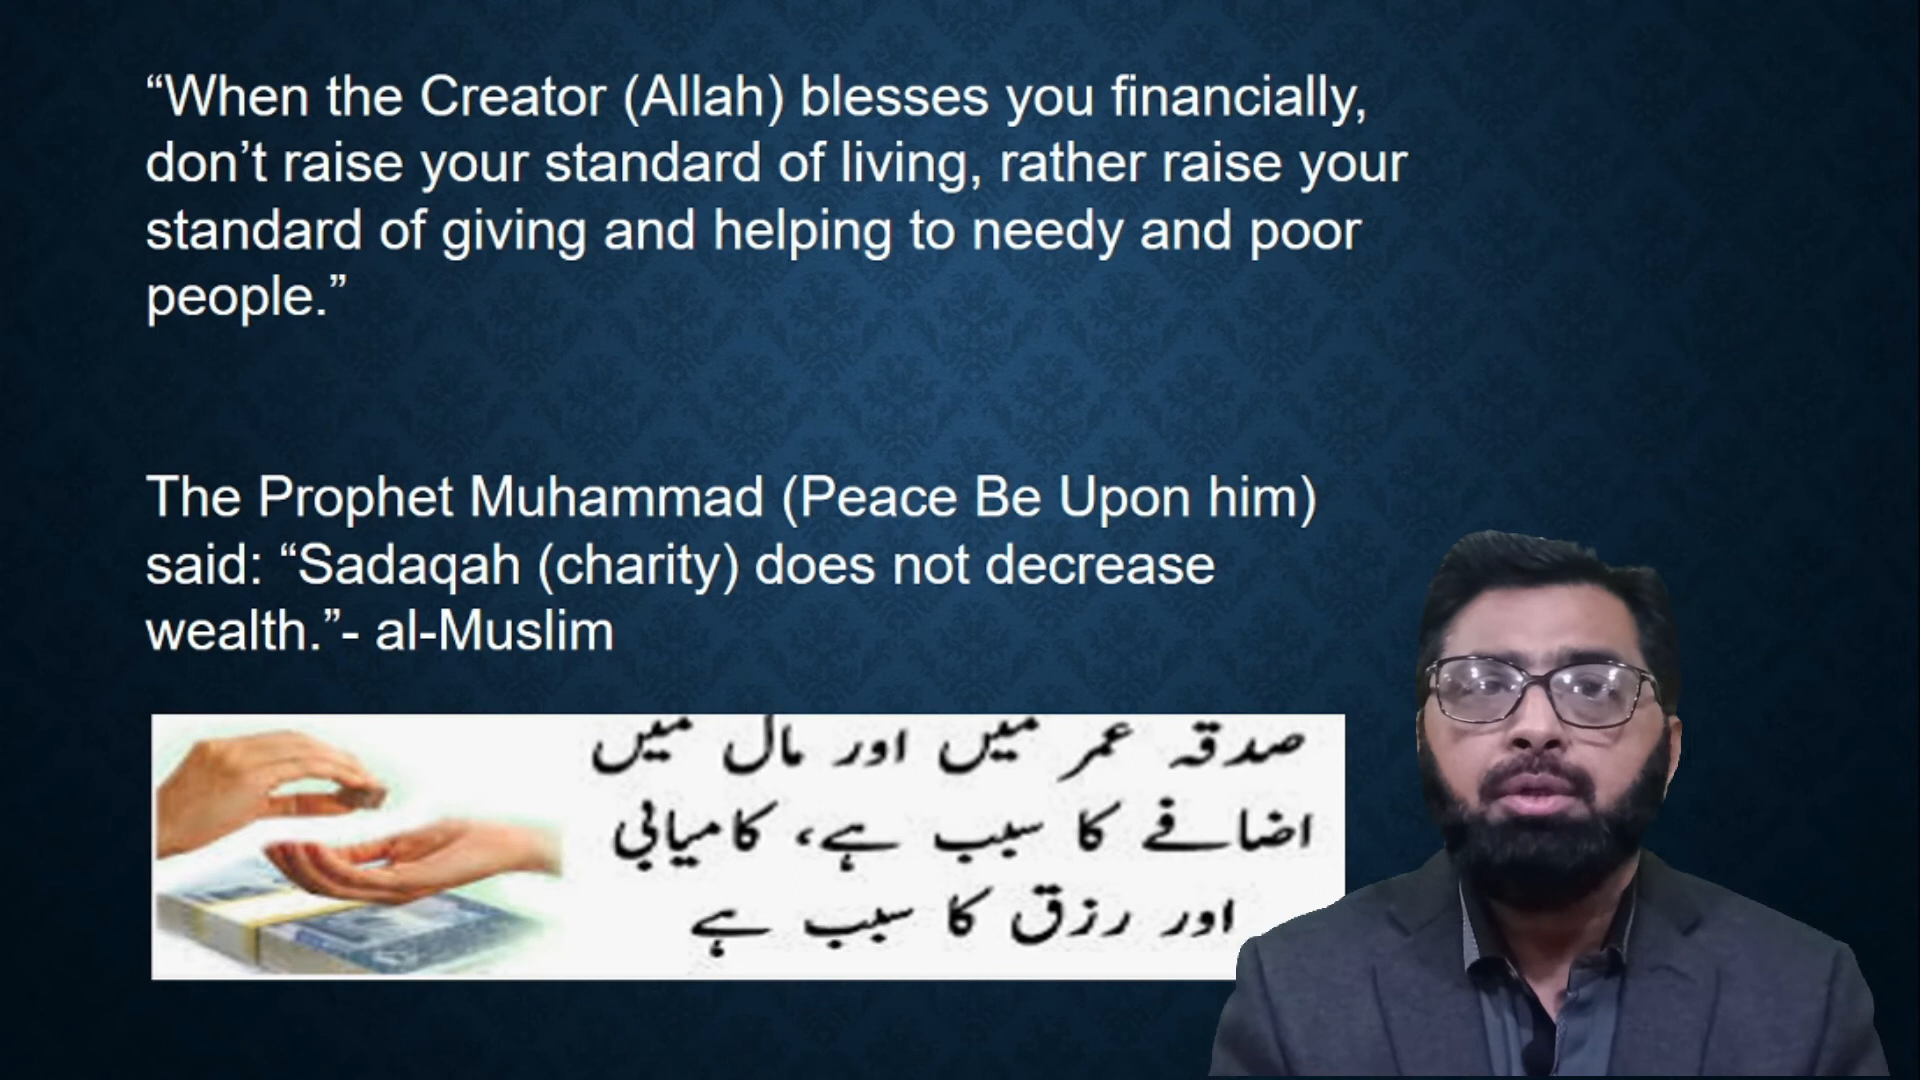 “When the Creator (Allah) blesses you financially,
don’t raise your standard of living, rather raise your
standard of giving and helping to needy and poor
people.”
The Prophet Muhammad (Peace Be Upon him)
said: “Sadaqah (charity) does not decrease
wealth.”- al-Muslim
صدقہ عمر میں اور مال میں
اضافے کا سبب ہے، کامیابی
اور رزق کا سبب ہے